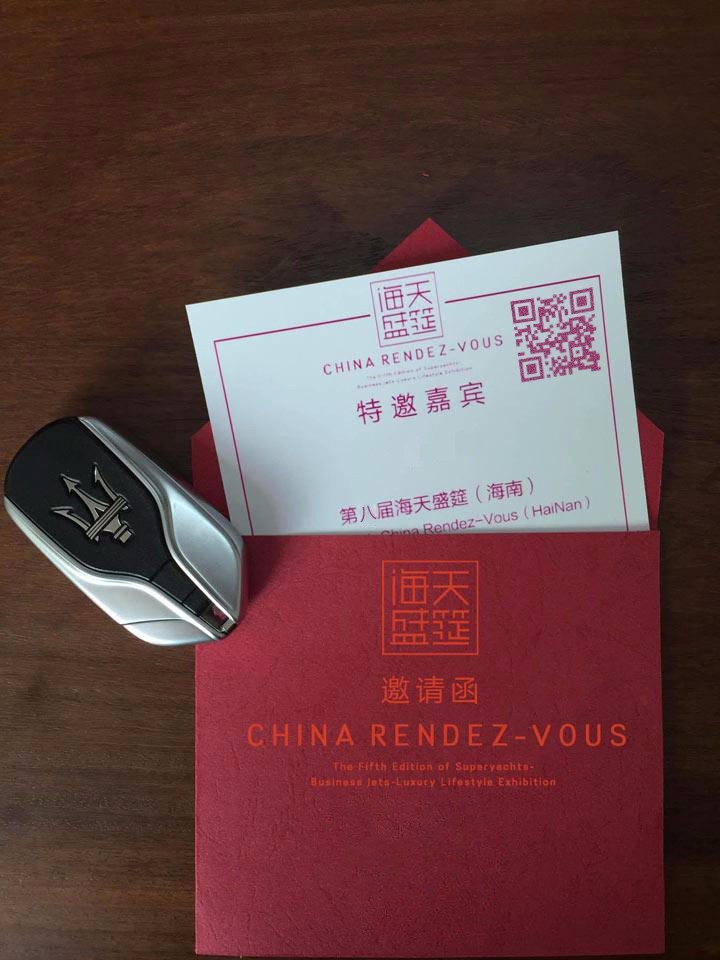 海天
盛筵
CHINA RENDEZ-VOUS
The Fifth Edition of Superyachts-
Business Jets-Luxury Lifestyle Exhibition
特邀嘉宾
第八届海天盛筵（海南）
China Rendez-Vous（HaiNan）
海天
盛筵
邀请函
CHINA RENDEZ-VOUS
The Fifth Edition of Superyachts-
Business Jets-Luxury Lifestyle Exhibition